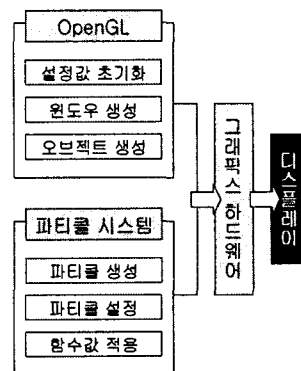 OpenGL
설정값 초기화
윈도우 생성
오브젝트 생성
파티클 시스템
파티클 생성
파티클 설정
함수값 적용
그래픽스 하드웨어
디스플레이